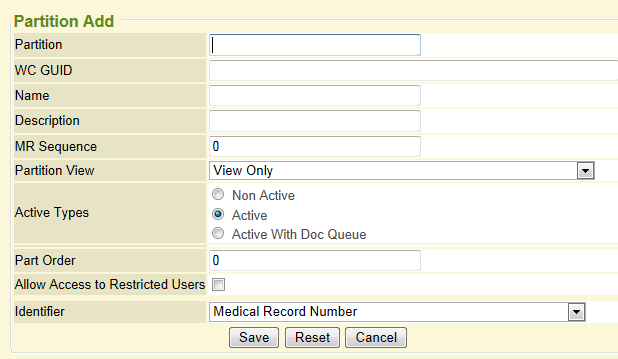 Partition Add
Partition
WC GUID
Name
Description
MR Sequence 0
Partition View View Only
Non Active
Active Types Active
Active With Doc Queue
Part Order 0
Allow Access to Restricted Users
Identifier Medical Record Number
Save Reset Cancel